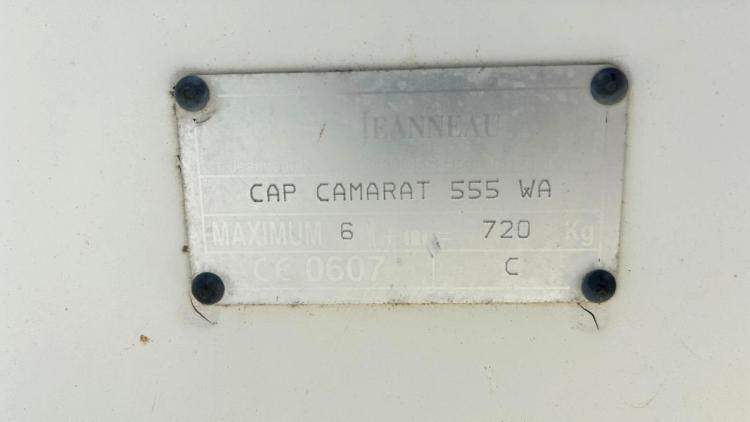 JEANNEAU
CAP CAMARAT 555 WA
MAXIMUM 6 + = 720 Kg
CE 0607 C